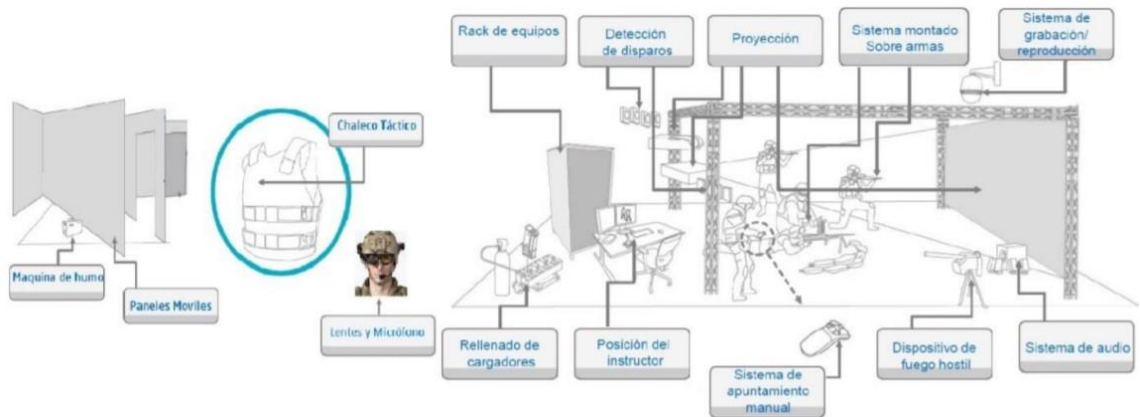 Rack de equipos
Detección
de disparos
Proyección
Sistema montado
Sobre armas
Sistema de
grabación/
reproducción
Chaleco Táctico
Maquina de humo
Paneles Moviles
Lentes y Micrófono
Rellenado de
cargadores
Posición del
instructor
Sistema de
apuntamiento
manual
Dispositivo de
fuego hostil
Sistema de audio